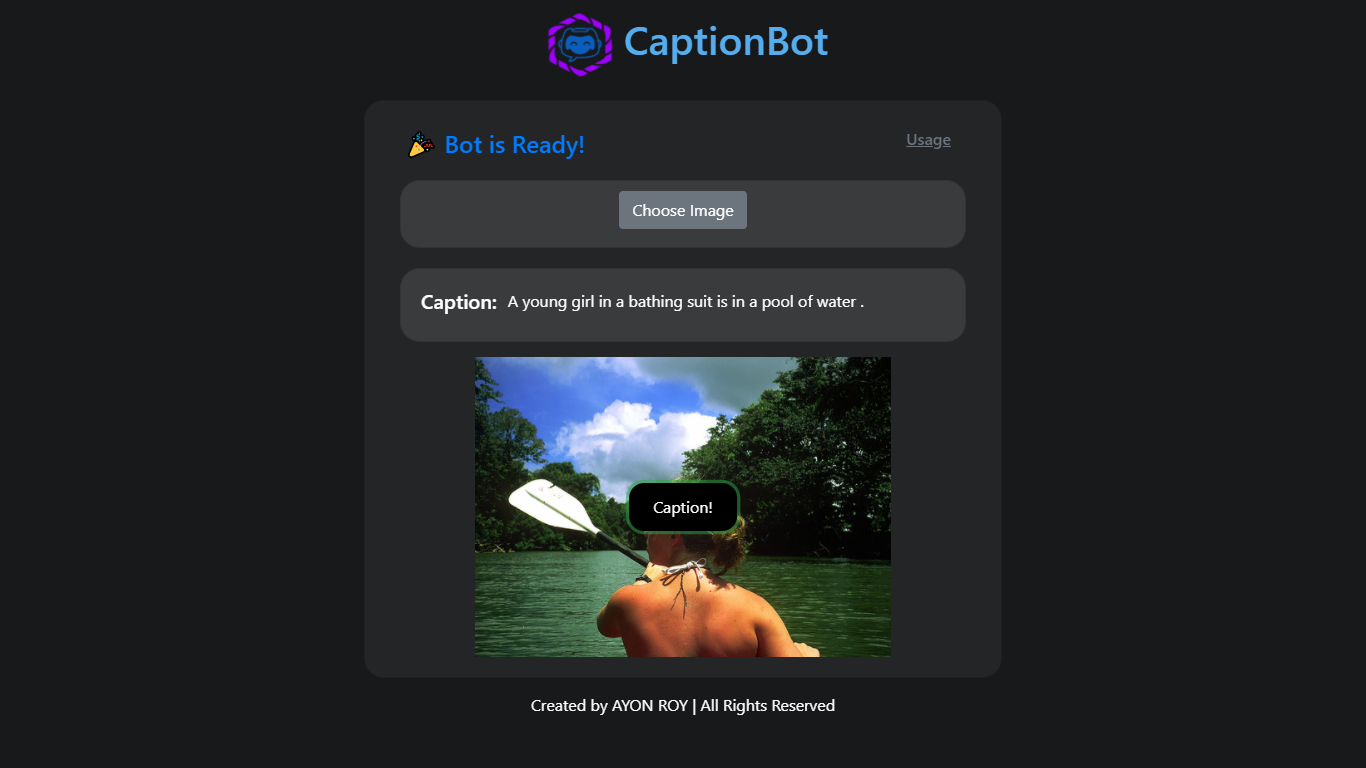 CaptionBot
Bot is Ready!
Usage
Choose Image
Caption: A young girl in a bathing suit is in a pool of water .
Caption!
Created by AYON ROY | All Rights Reserved